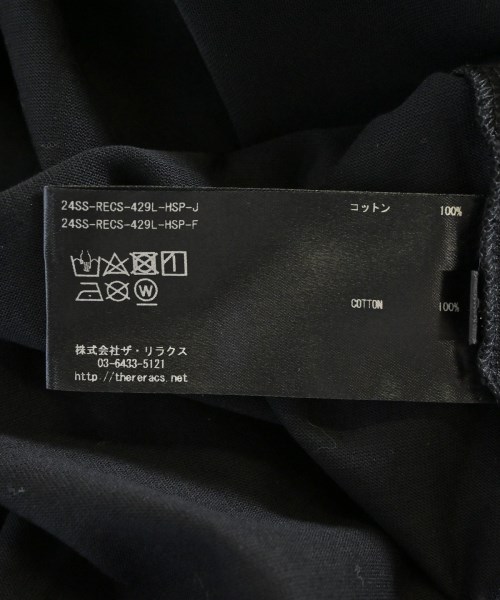 24SS-RECS-429L-HSP-J コットン 100%
24SS-RECS-429L-HSP-F
W
COTTON 100%
株式会社ザ・リラクス
03-6433-5121
http://thereracs.net